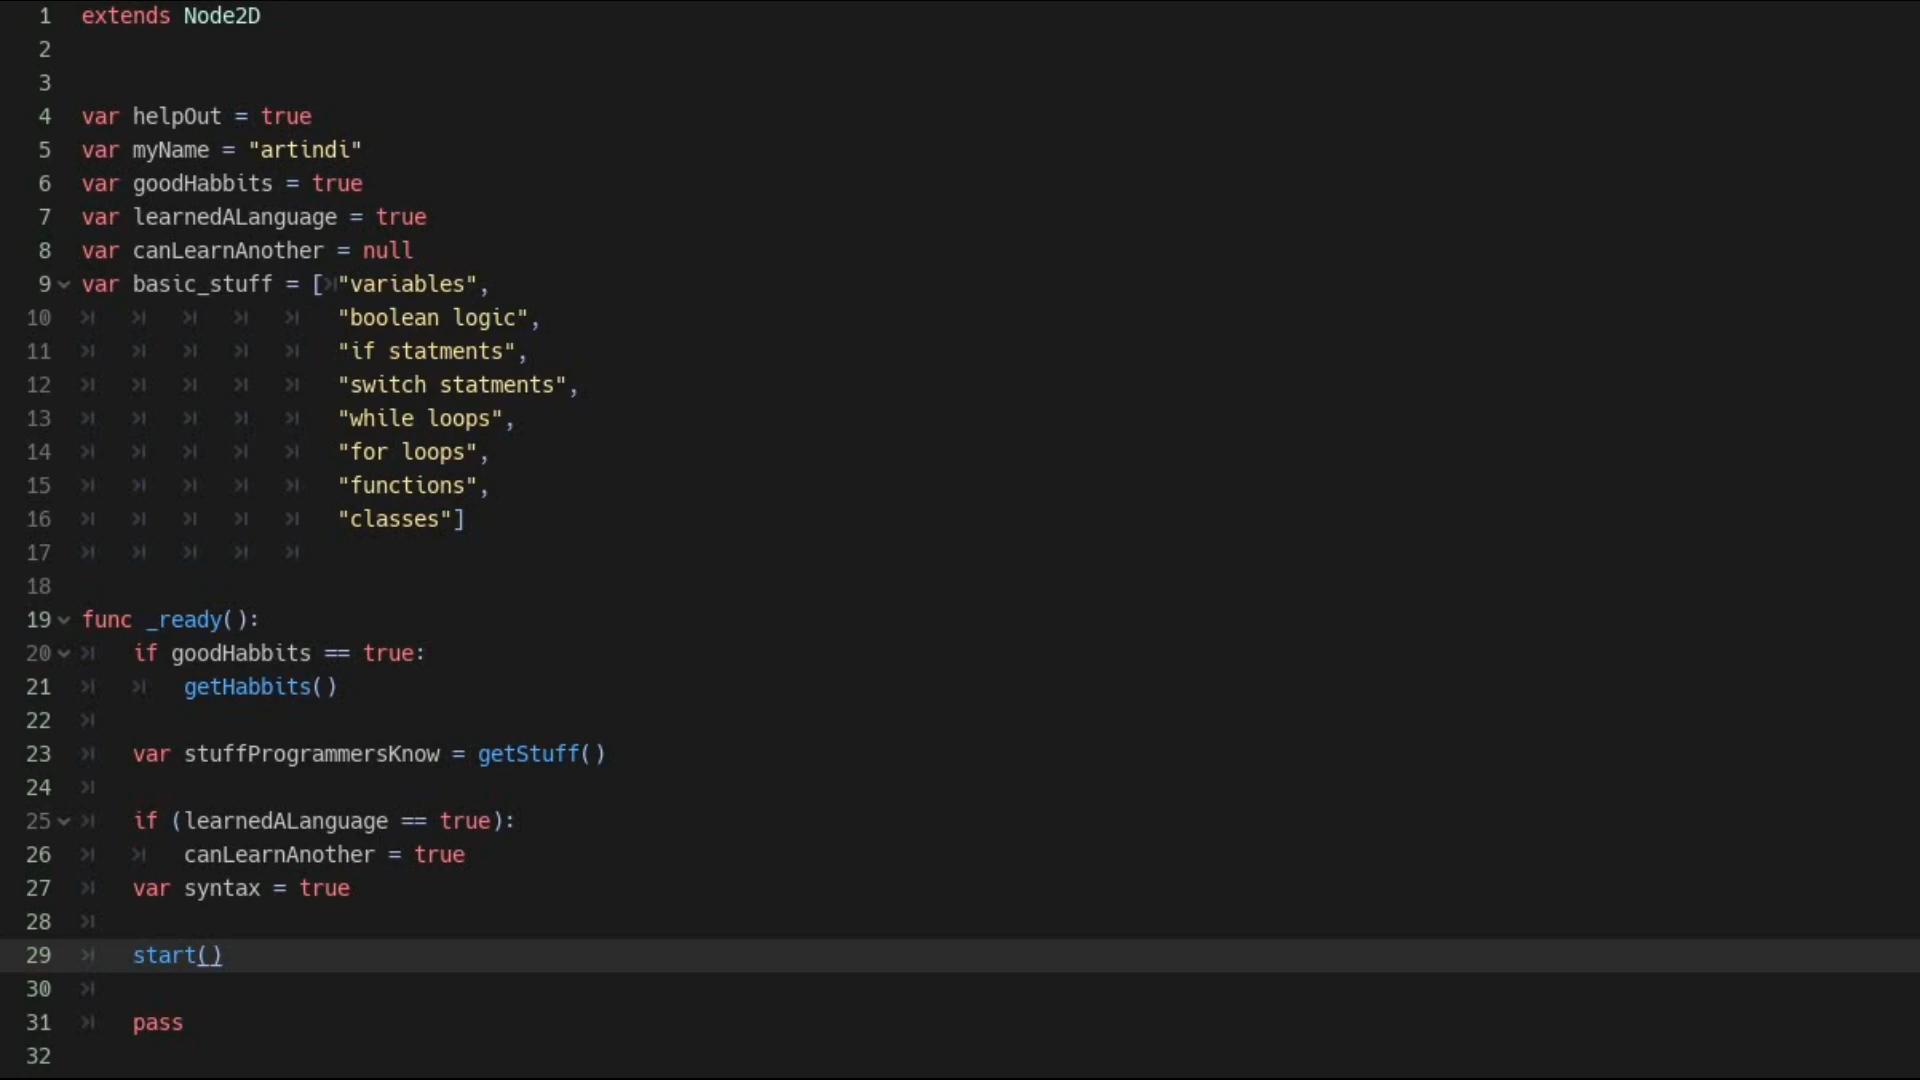 1 extends Node2D
2
3
4 var helpOut = true
5 var myName = "artindi"
6 var goodHabbits = true
7 var learnedALanguage = true
8 var canLearnAnother = null
9 var basic_stuff = [ "variables",
10 "boolean logic",
11 "if statments",
12 "switch statments",
13 "while loops",
14 "for loops",
15 "functions",
16 "classes"]
17
18
19 func _ready():
20 if goodHabbits == true:
21 getHabbits()
22
23 var stuffProgrammersKnow = getStuff()
24
25 if (learnedALanguage == true):
26 canLearnAnother = true
27 var syntax = true
28
29 start()
30
31 pass
32